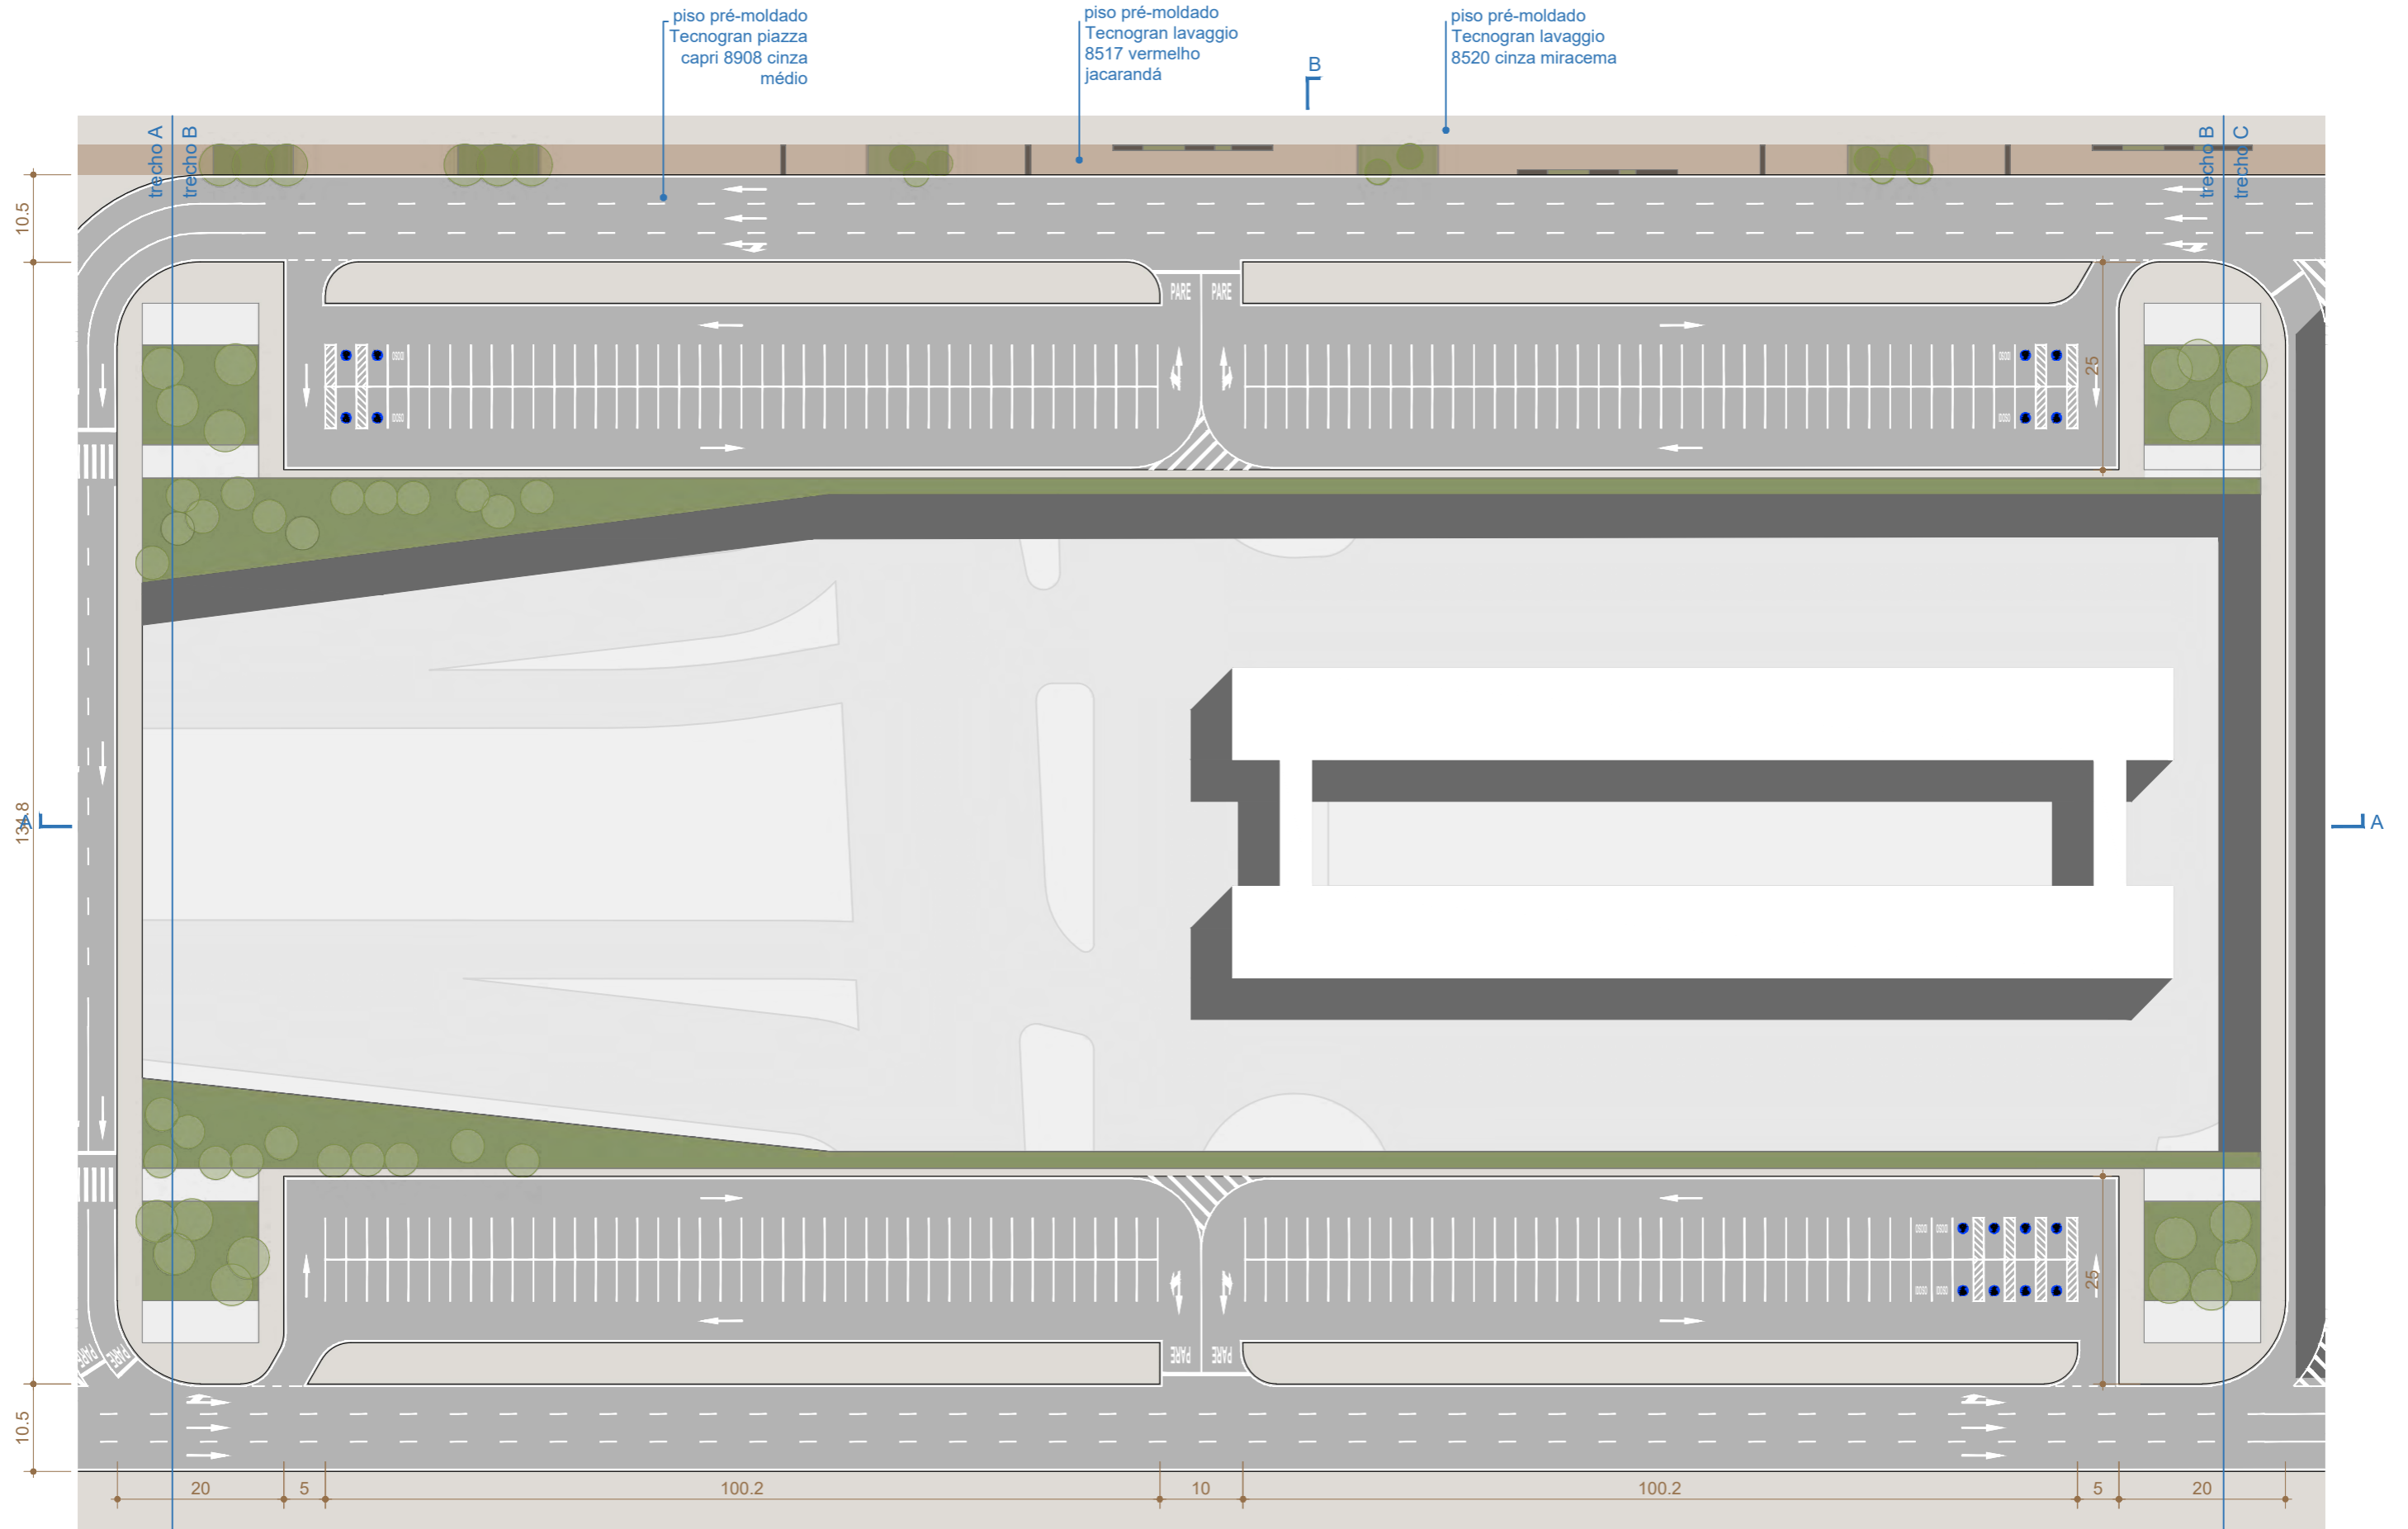 piso pré-moldado
Tecnogran piazza
capri 8908 cinza
médio
piso pré-moldado
Tecnogran lavaggio
8517 vermelho
jacarandá
piso pré-moldado
Tecnogran lavaggio
8520 cinza miracema
B
trecho A
trecho B
trecho B
trecho C
10.5
PARE
PARE
25
134.8
A
A
25
PARE
PARE
PARE
PARE
10.5
20
5
100.2
10
100.2
5
20